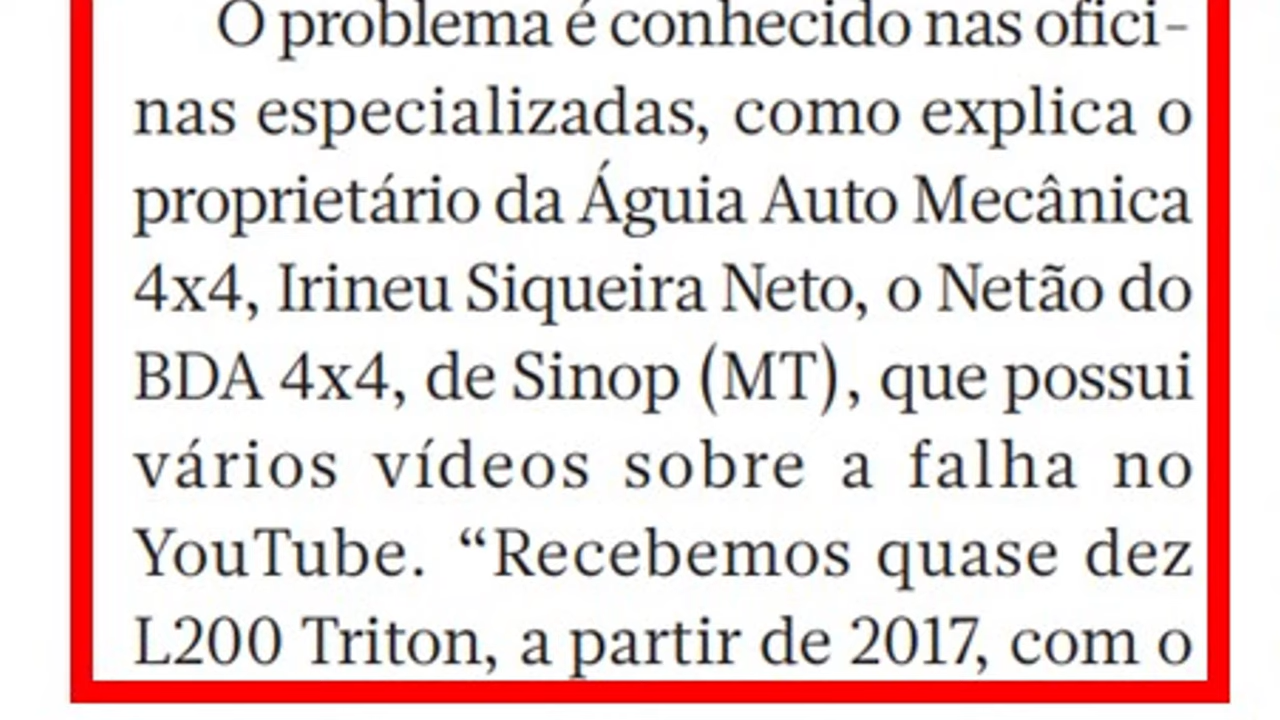 O problema é conhecido nas ofici-
nas especializadas, como explica o
proprietário da Águia Auto Mecânica
4x4, Irineu Siqueira Neto, o Netão do
BDA 4x4, de Sinop (MT), que possui
vários vídeos sobre a falha no
YouTube. “Recebemos quase dez
L200 Triton, a partir de 2017, com o